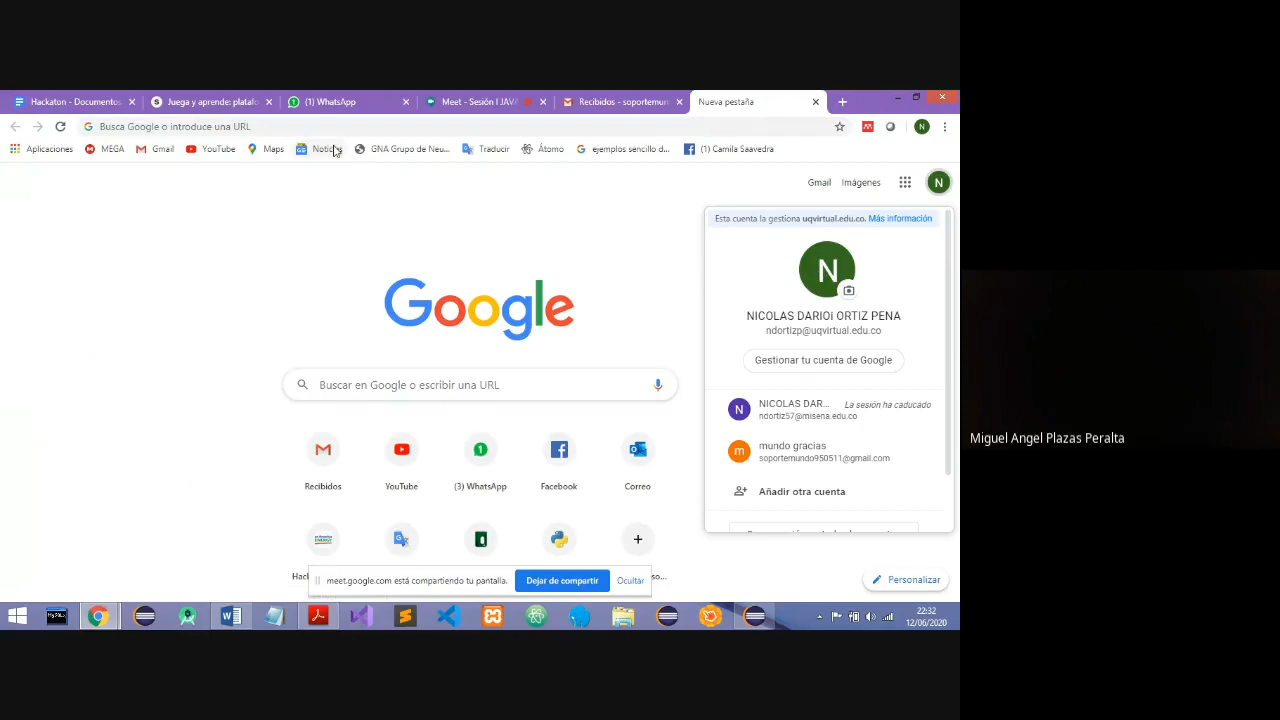 Hackaton - Documentos
Juega y aprende: platafo
(1) WhatsApp
Meet - Sesión I JAVA
Recibidos - soportemun
Nueva pestaña
Busca Google o introduce una URL
Aplicaciones
MEGA
Gmail
YouTube
Maps
Noticias
GNA Grupo de Neu...
Traducir
Átomo
ejemplos sencillo d...
(1) Camila Saavedra
Gmail
Imágenes
N
Esta cuenta la gestiona uqvirtual.edu.co. Más información
N
NICOLAS DARIOi ORTIZ PENA
ndortizp@uqvirtual.edu.co
Gestionar tu cuenta de Google
N
NICOLAS DAR...
La sesión ha caducado
ndortiz57@misena.edu.co
m
mundo gracias
soportemundo950511@gmail.com
Añadir otra cuenta
Google
Buscar en Google o escribir una URL
Recibidos
YouTube
(3) WhatsApp
Facebook
Correo
meet.google.com está compartiendo tu pantalla.
Dejar de compartir
Ocultar
Personalizar
22:32
12/06/2020
Miguel Angel Plazas Peralta